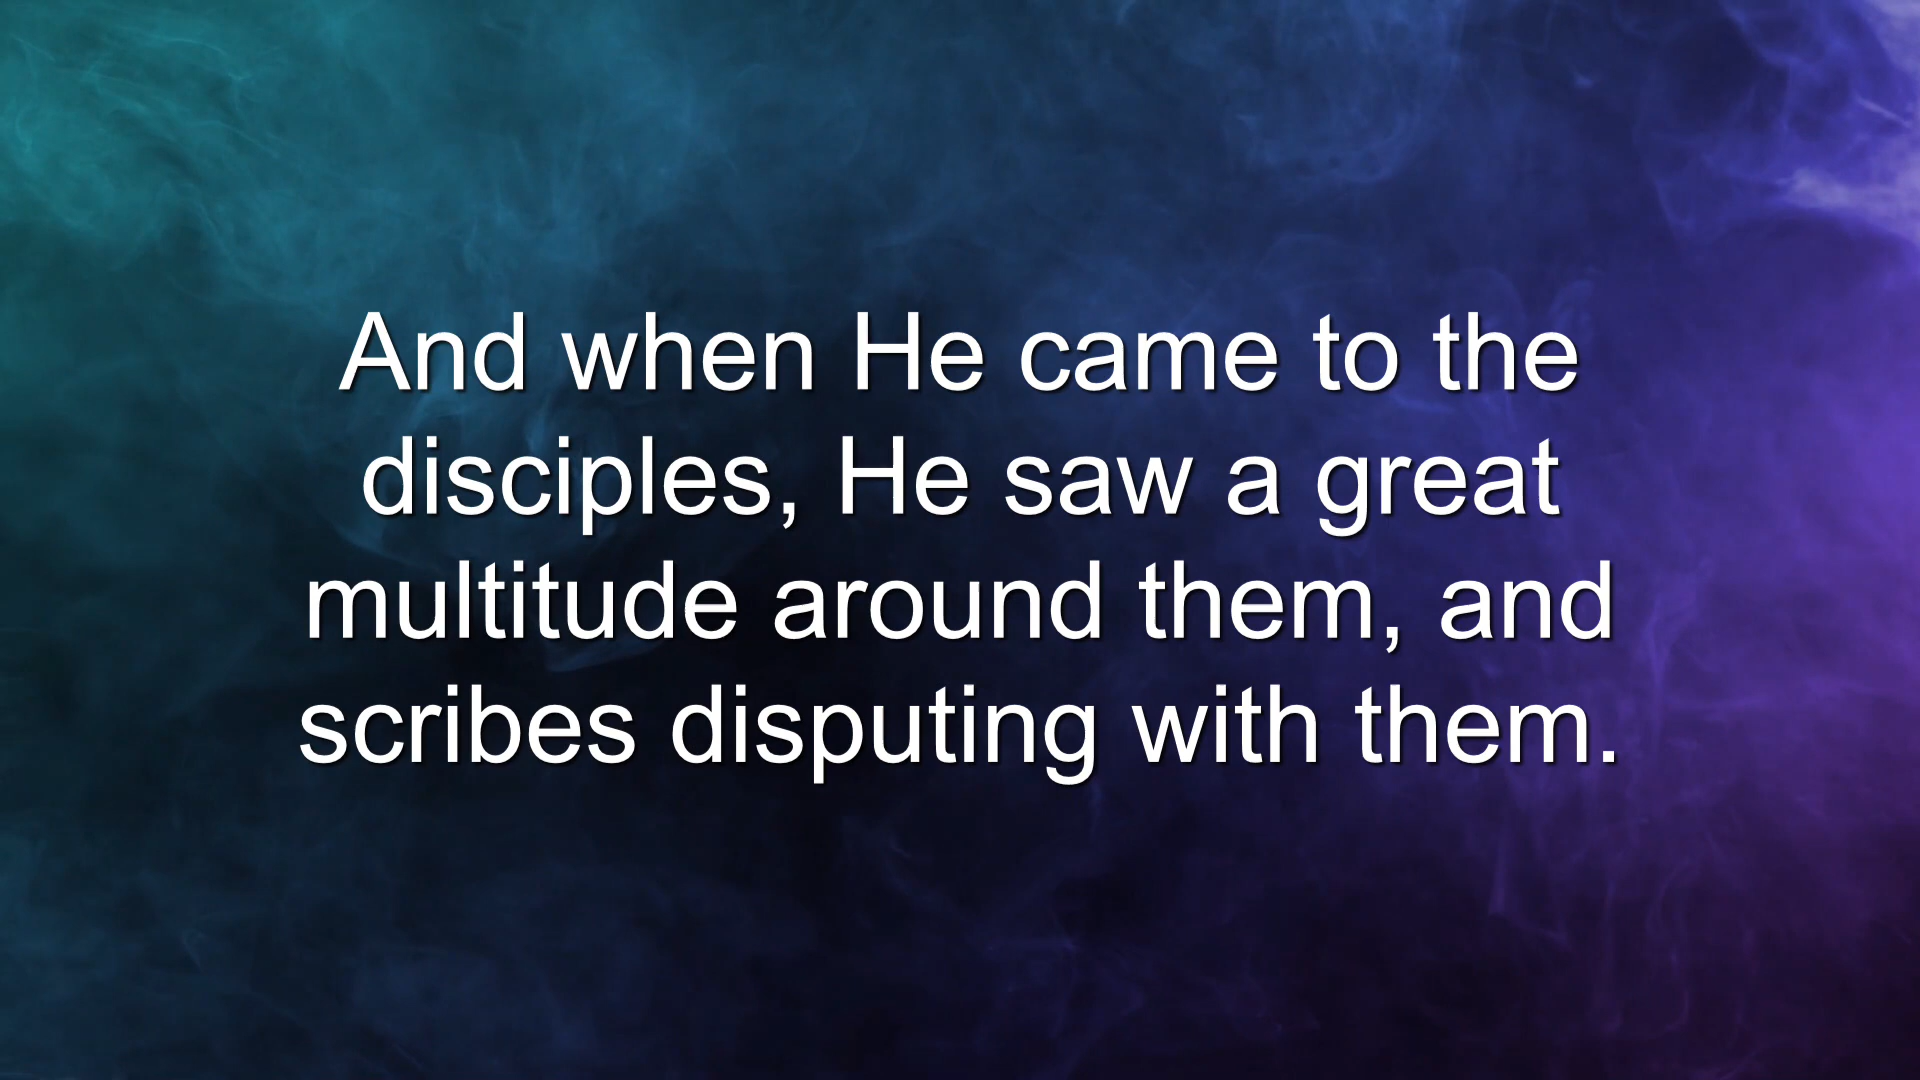 And when He came to the
disciples, He saw a great
multitude around them, and
scribes disputing with them.